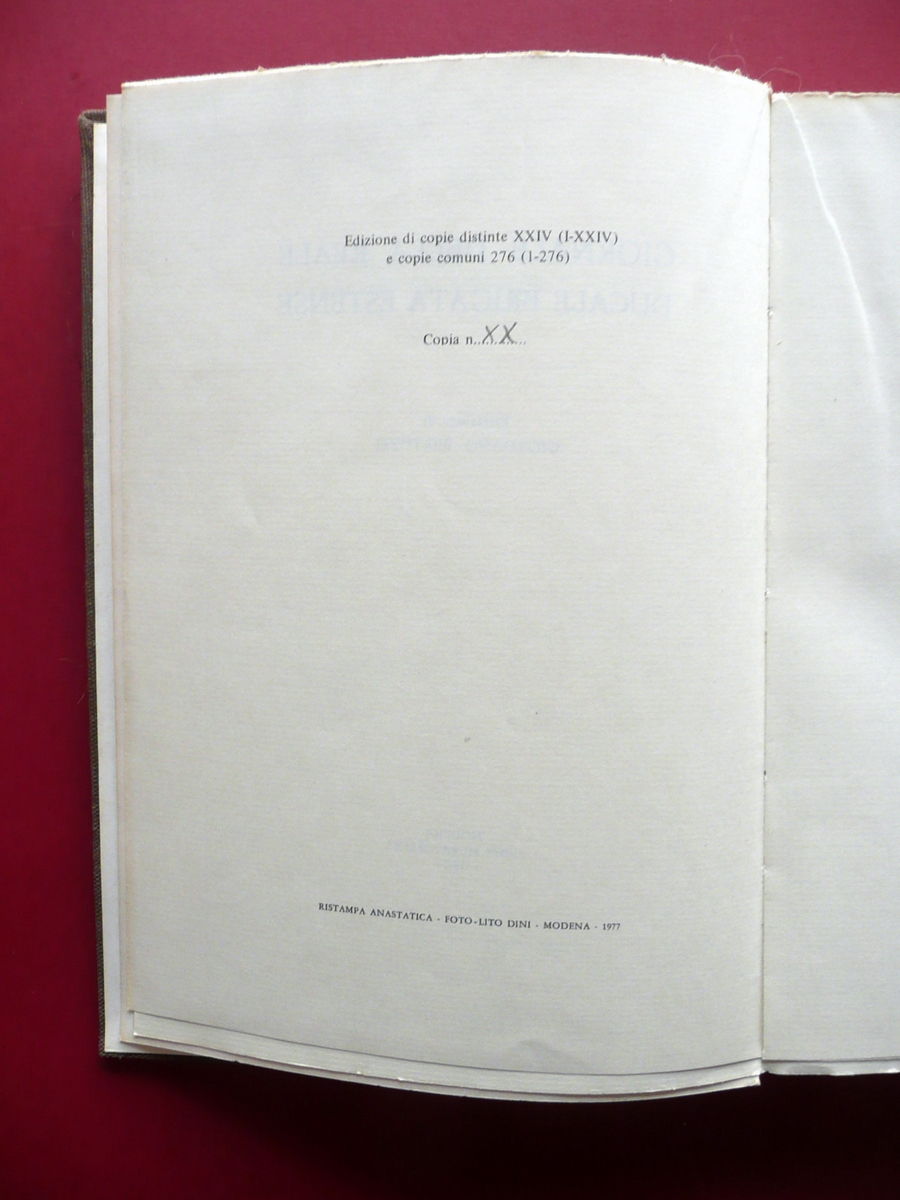 Edizione di copie distinte XXIV (I-XXIV)
e copie comuni 276 (1-276)
Copia n. XX
RISTAMPA ANASTATICA - FOTO-LITO DINI - MODENA - 1977